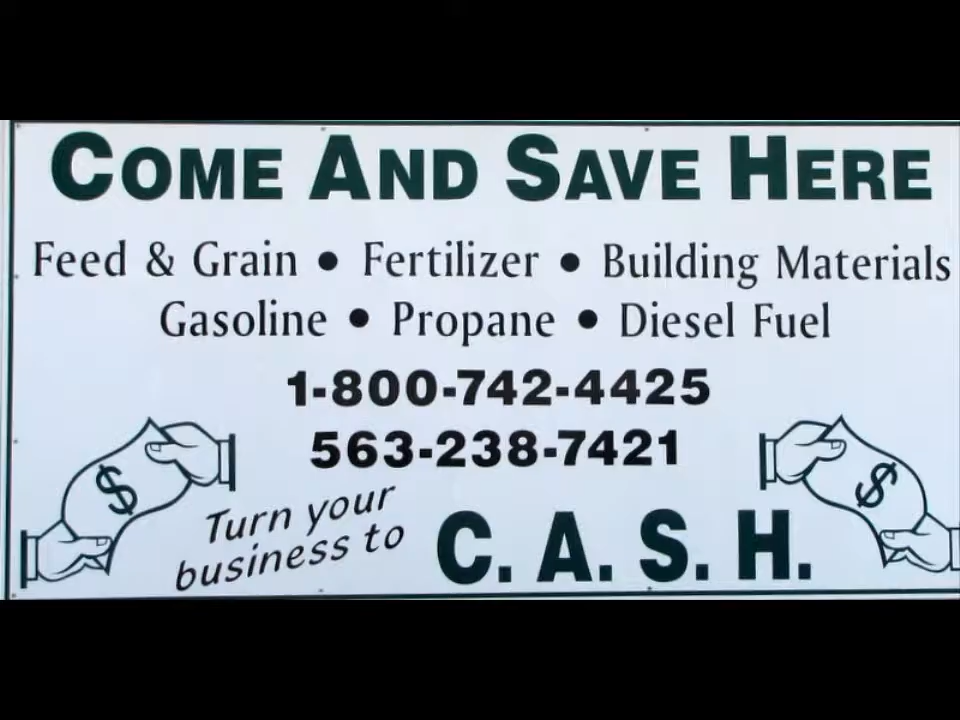 COME AND SAVE HERE
Feed & Grain • Fertilizer • Building Materials
Gasoline • Propane • Diesel Fuel
1-800-742-4425
563-238-7421
$ $
Turn your
business to
C. A. S. H.